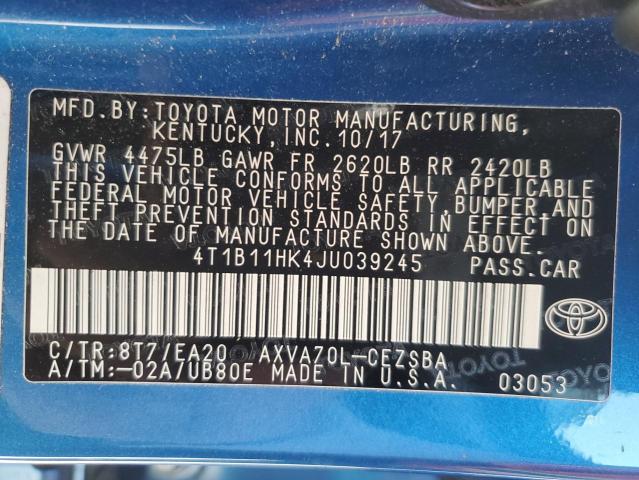 MFD.BY:TOYOTA MOTOR MANUFACTURING,
KENTUCKY,INC.10/17
GVWR 4475LB GAWR FR 2620LB RR 2420LB
THIS VEHICLE CONFORMS TO ALL APPLICABLE
FEDERAL MOTOR VEHICLE SAFETY,BUMPER,AND
THEFT PREVENTION STANDARDS IN EFFECT ON
THE DATE OF MANUFACTURE SHOWN ABOVE.
4T1B11HK4JU039245 PASS.CAR
C/TR:8T7/EA20 AXVA70L-CEZSBA
A/TM:-02A/UB80E MADE IN U.S.A. 03053